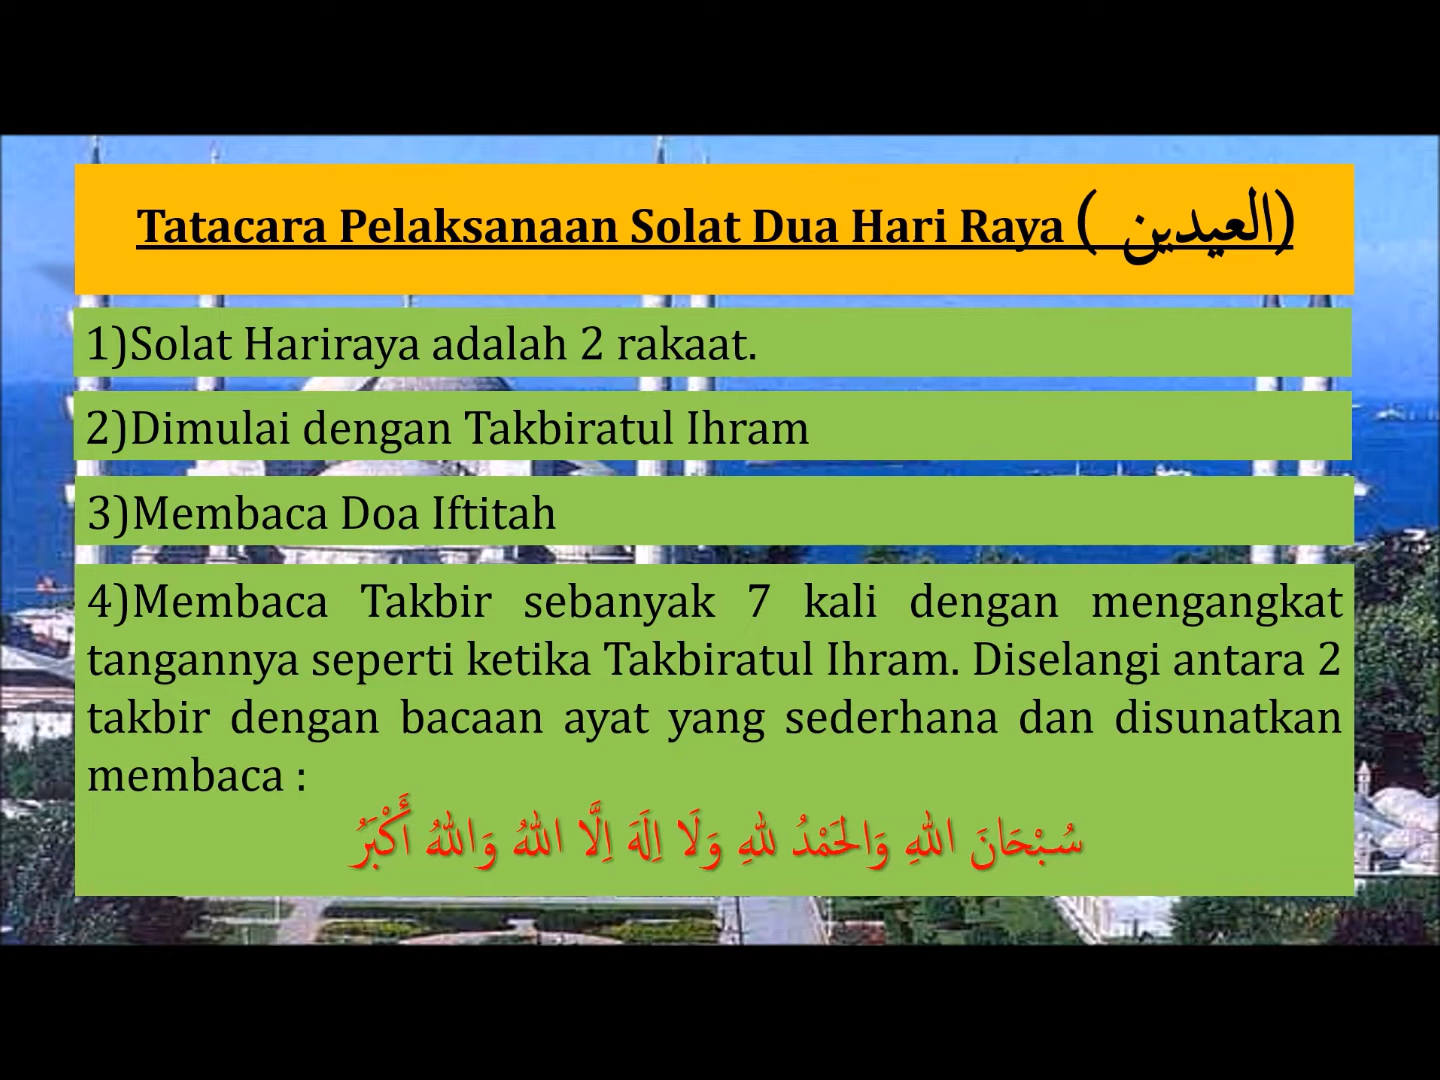 Tatacara Pelaksanaan Solat Dua Hari Raya ( العيدين)
1)Solat Hariraya adalah 2 rakaat.
2)Dimulai dengan Takbiratul Ihram
3)Membaca Doa Iftitah
4)Membaca Takbir sebanyak 7 kali dengan mengangkat
tangannya seperti ketika Takbiratul Ihram. Diselangi antara 2
takbir dengan bacaan ayat yang sederhana dan disunatkan
membaca :
سُبْحَانَ اللهِ وَالْحَمْدُ للهِ وَلَا اِلَهَ اِلَّا اللهُ وَاللهُ أَكْبَرُ